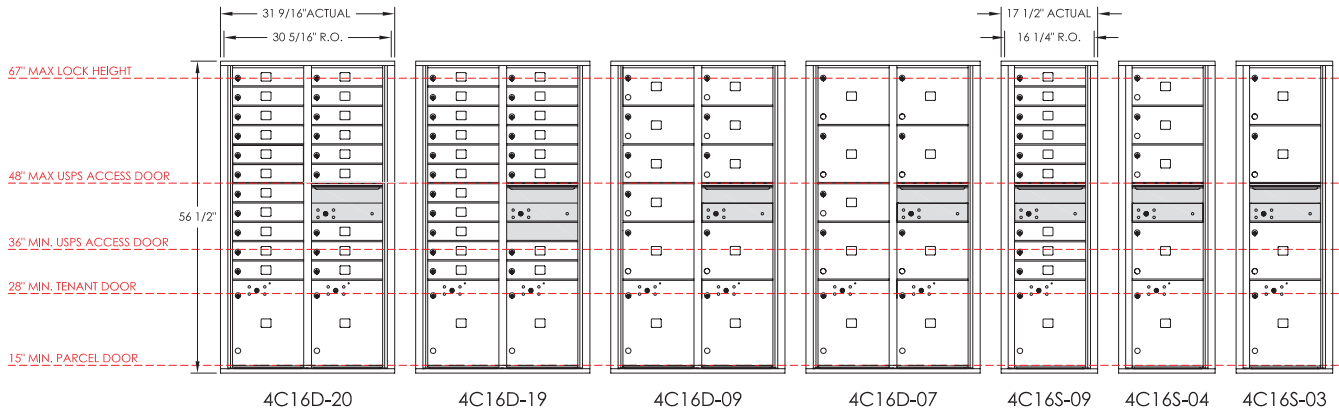 31 9/16"ACTUAL
30 5/16" R.O.
17 1/2" ACTUAL
16 1/4" R.O.
67" MAX LOCK HEIGHT
48" MAX USPS ACCESS DOOR
56 1/2"
36" MIN. USPS ACCESS DOOR
28" MIN. TENANT DOOR
15" MIN. PARCEL DOOR
4C16D-20
4C16D-19
4C16D-09
4C16D-07
4C16S-09
4C16S-04
4C16S-03